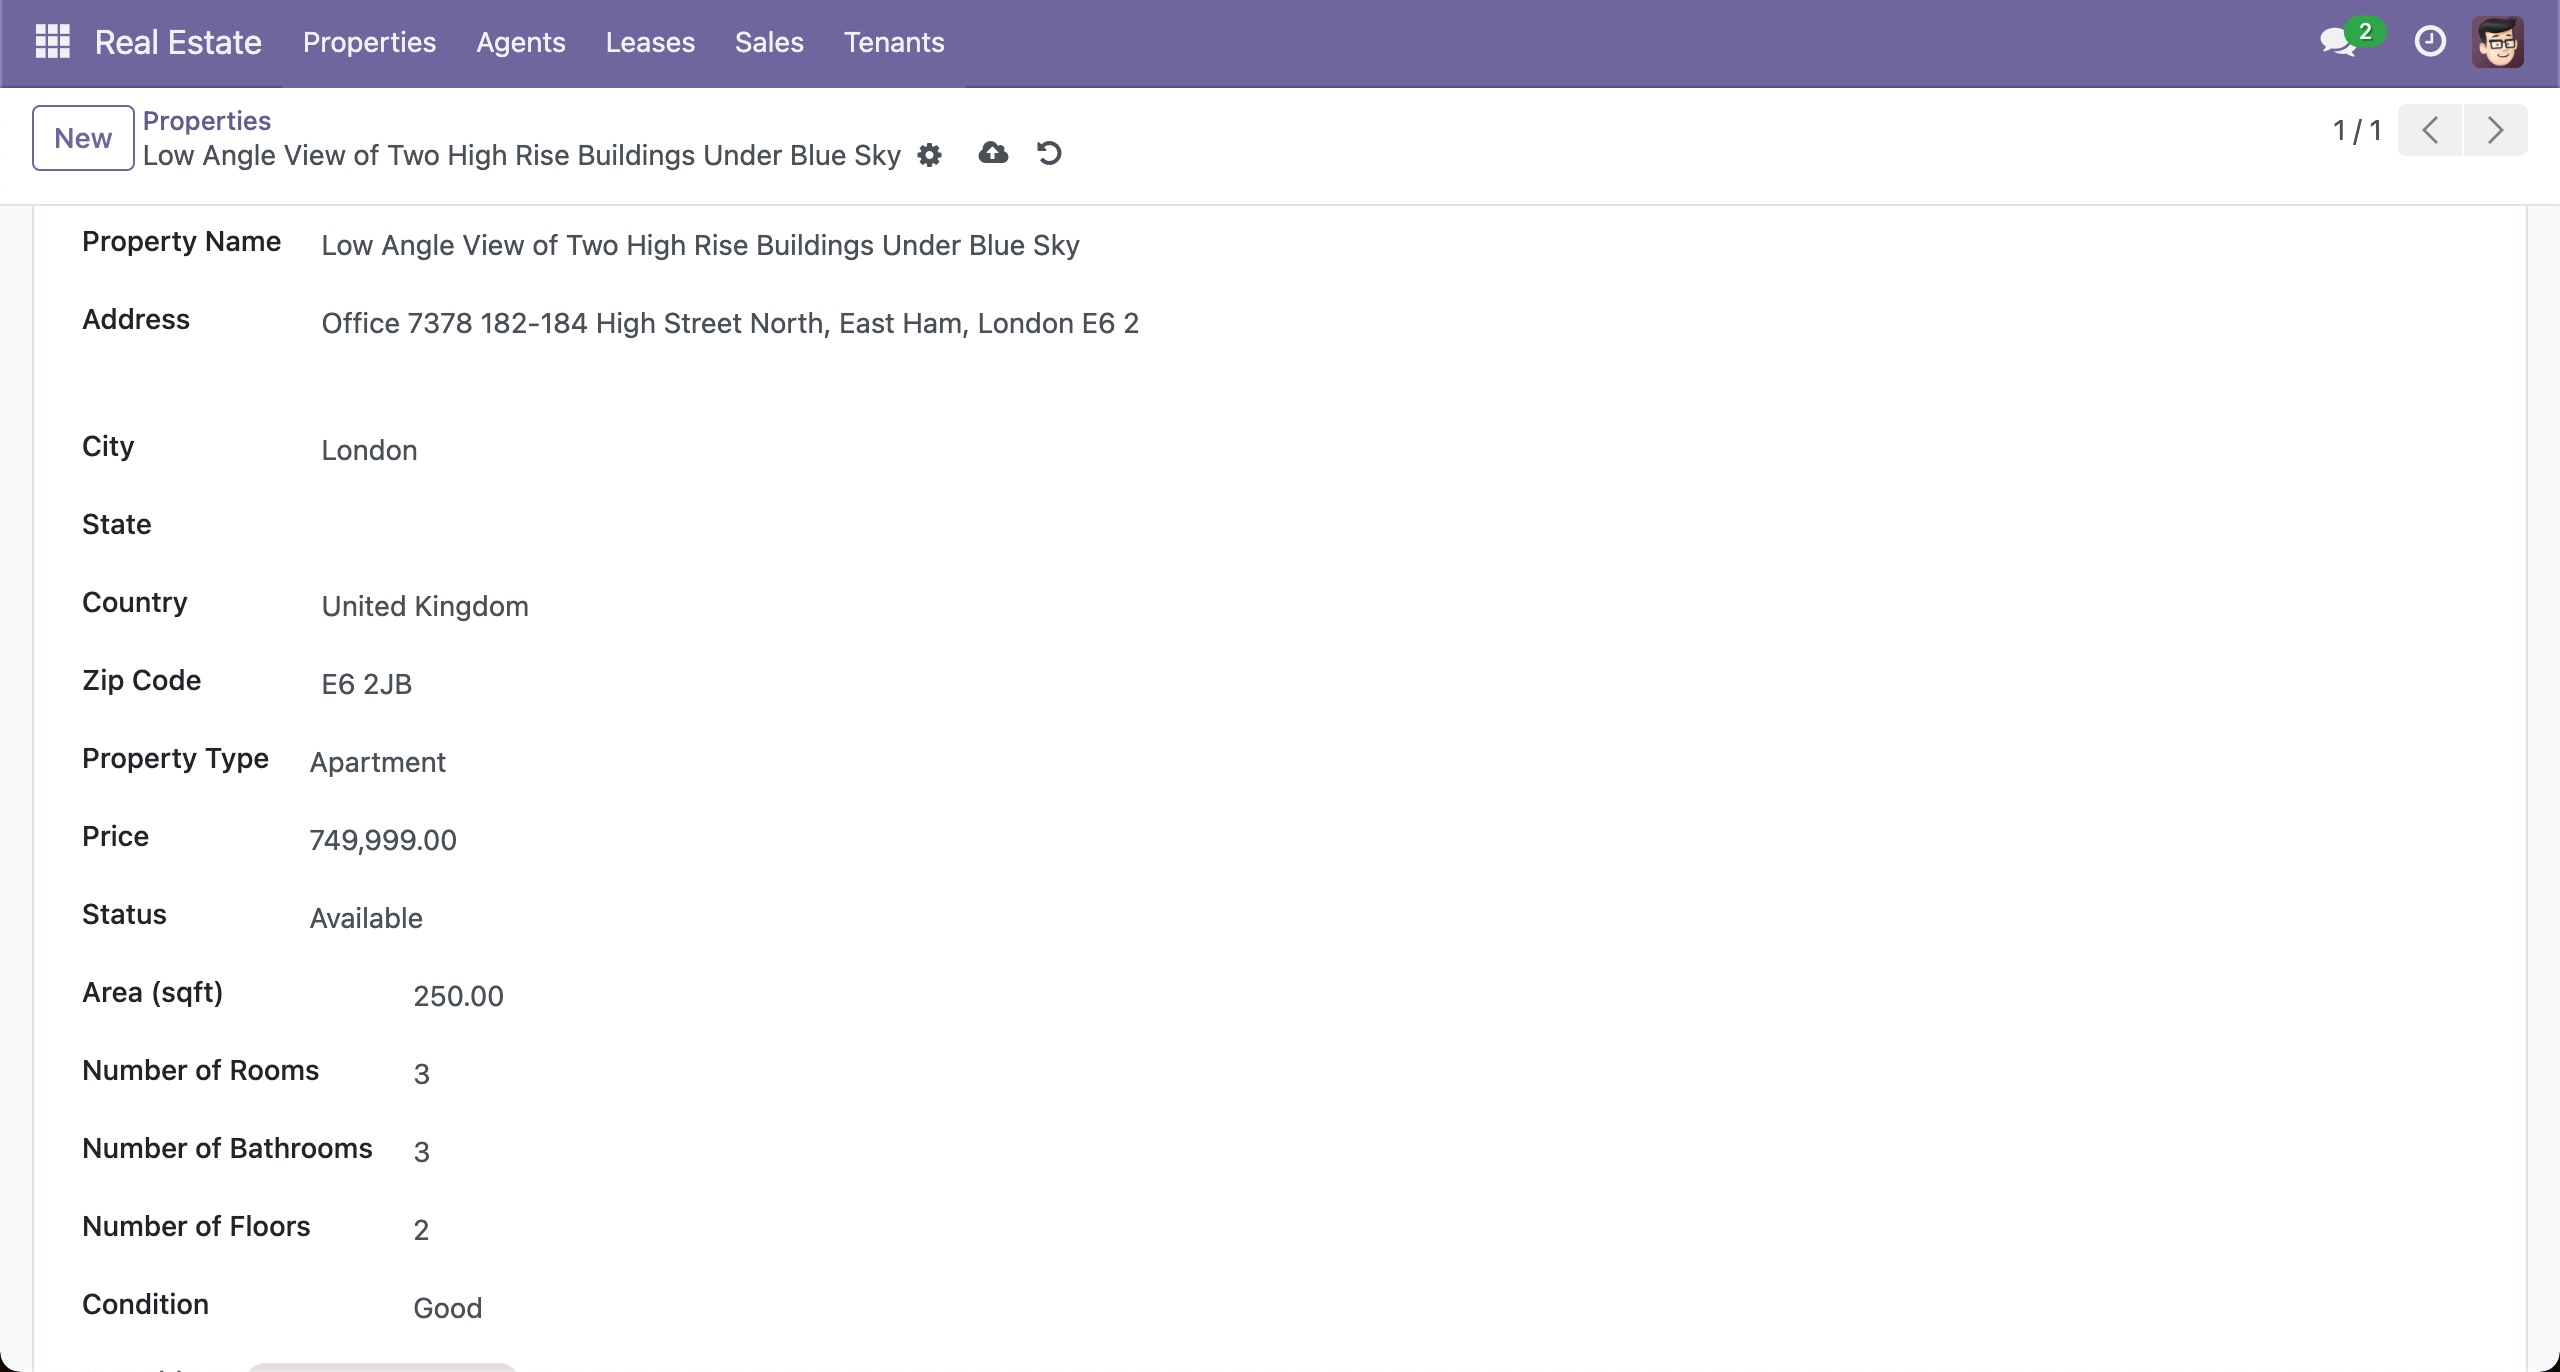 Real Estate Properties Agents Leases Sales Tenants 2
New
Properties
Low Angle View of Two High Rise Buildings Under Blue Sky
1 / 1
Property Name Low Angle View of Two High Rise Buildings Under Blue Sky
Address Office 7378 182-184 High Street North, East Ham, London E6 2
City London
State
Country United Kingdom
Zip Code E6 2JB
Property Type Apartment
Price 749,999.00
Status Available
Area (sqft) 250.00
Number of Rooms 3
Number of Bathrooms 3
Number of Floors 2
Condition Good